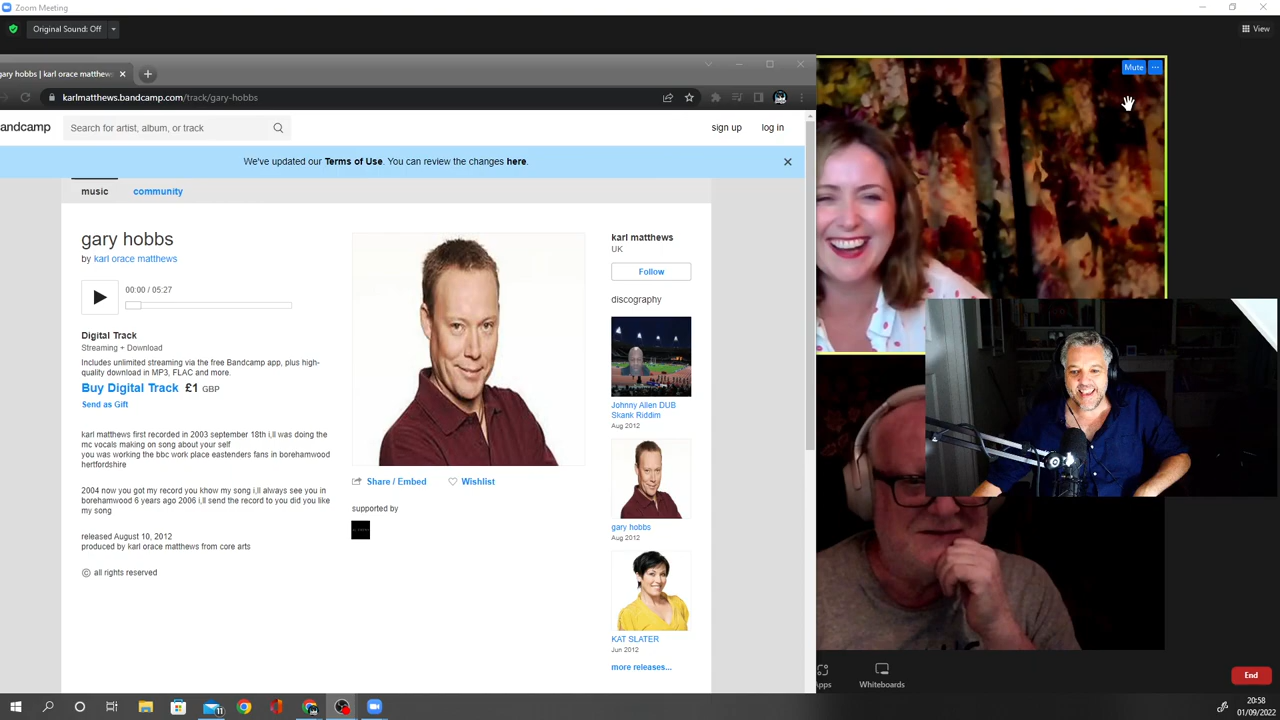 Zoom Meeting
Original Sound: Off
View
gary hobbs | karl orace matthews
karlmatthews.bandcamp.com/track/gary-hobbs
Mute
andcamp
Search for artist, album, or track
sign up
log in
We've updated our Terms of Use. You can review the changes here.
music
community
gary hobbs
by karl orace matthews
00:00 / 05:27
Digital Track
Streaming + Download
Includes unlimited streaming via the free Bandcamp app, plus high-
quality download in MP3, FLAC and more.
Buy Digital Track £1 GBP
Send as Gift
karl matthews first recorded in 2003 september 18th i,ll was doing the
mc vocals making on song about your self
you was working the bbc work place eastenders fans in borehamwood
hertfordshire
2004 now you got my record you khow my song i,ll always see you in
borehamwood 6 years ago 2006 i,ll send the record to you did you like
my song
released August 10, 2012
produced by karl orace matthews from core arts
© all rights reserved
Share / Embed
Wishlist
supported by
karl matthews
UK
Follow
discography
Johnny Allen DUB
Skank Riddim
Aug 2012
gary hobbs
Aug 2012
KAT SLATER
Jun 2012
more releases...
Apps
Whiteboards
End
11
20:58
01/09/2022